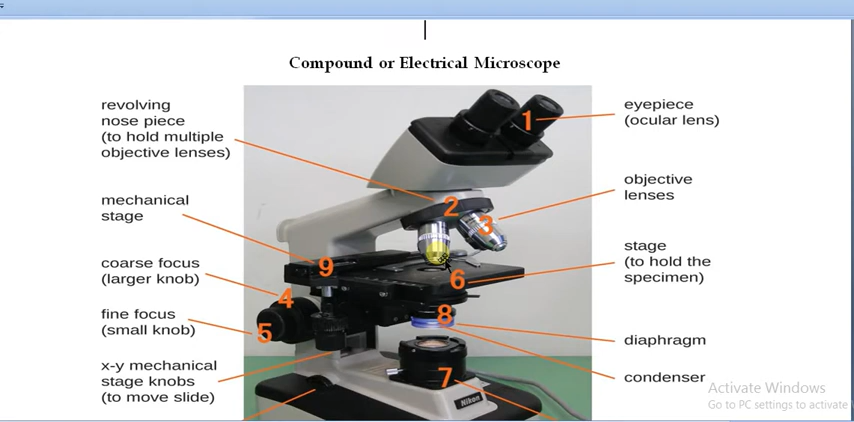 Compound or Electrical Microscope
revolving
nose piece
(to hold multiple
objective lenses)
mechanical
stage
coarse focus
(larger knob)
fine focus
(small knob)
x-y mechanical
stage knobs
(to move slide)
1
2
3
9
6
4
8
5
7
Nikon
eyepiece
(ocular lens)
objective
lenses
stage
(to hold the
specimen)
diaphragm
condenser
Activate Windows
Go to PC settings to activate